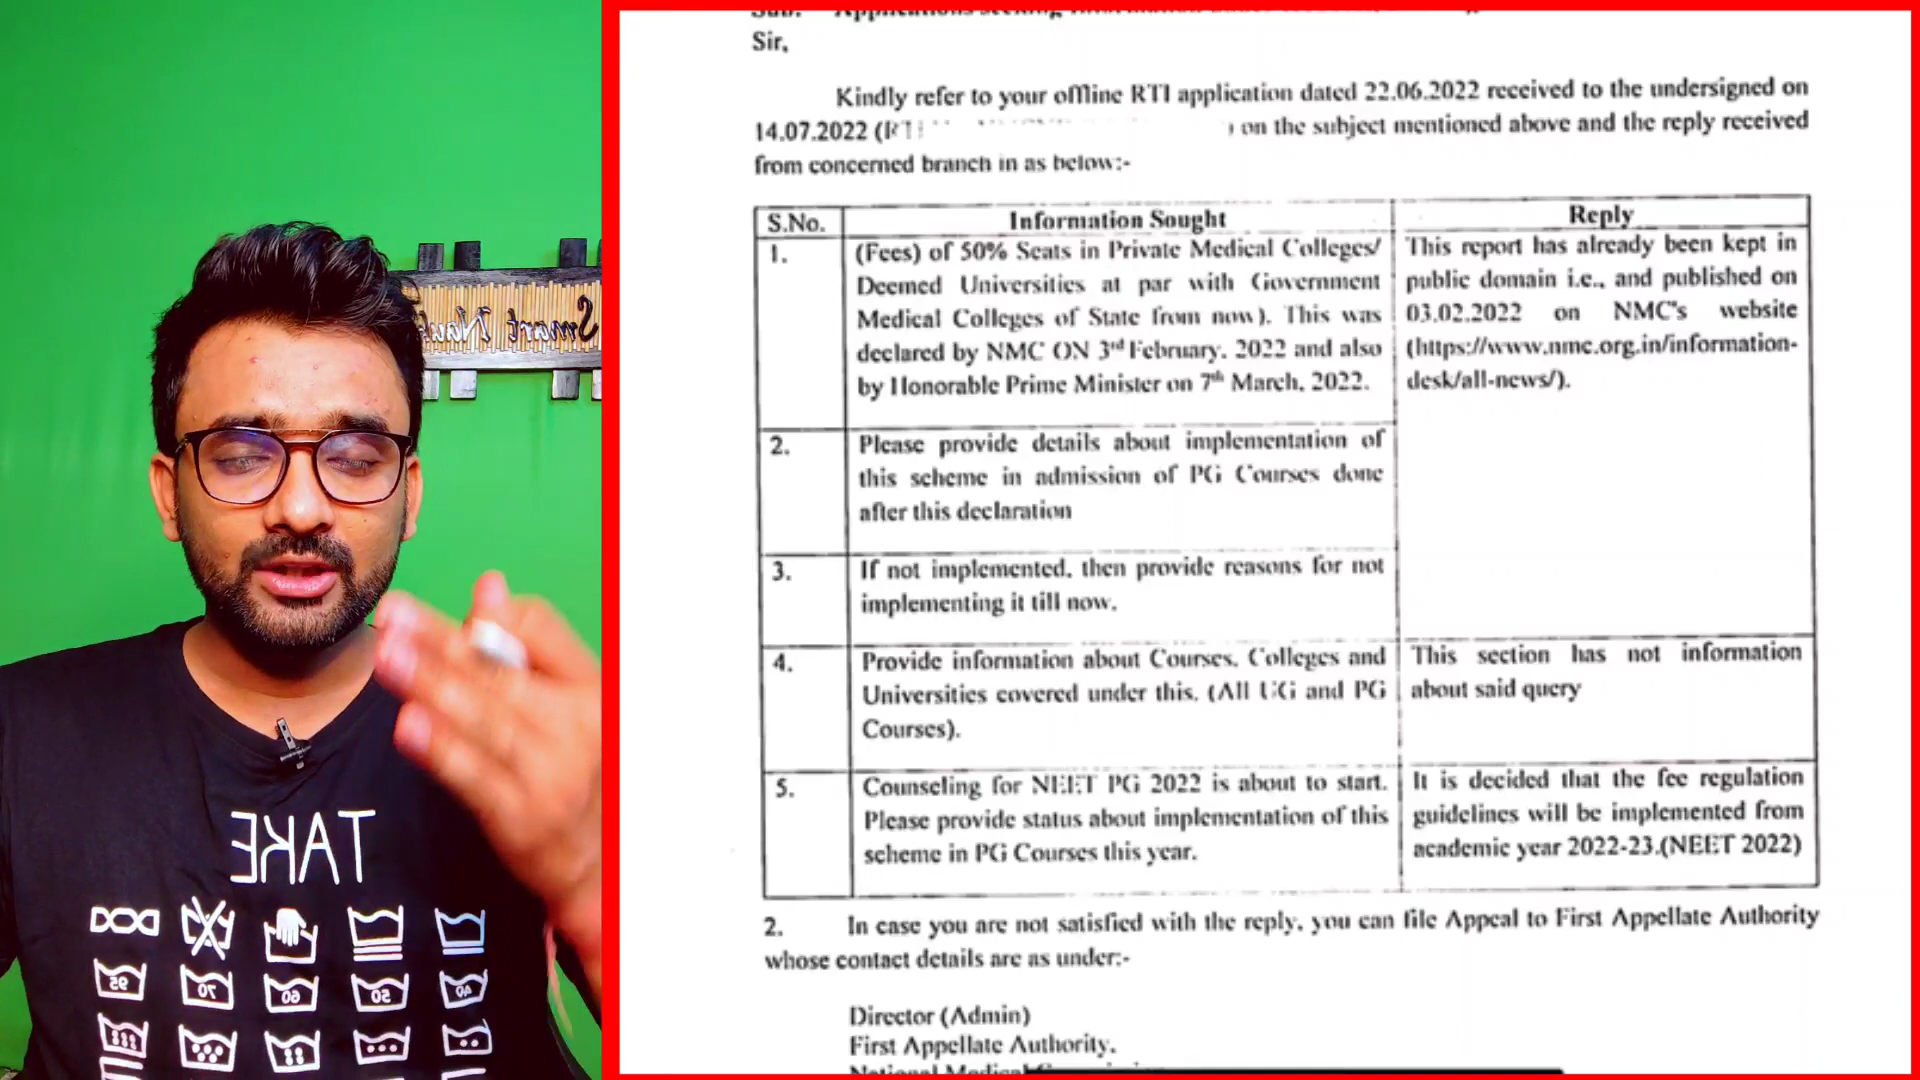 Sir,
Kindly refer to your offline RTI application dated 22.06.2022 received to the undersigned on
14.07.2022 (RTI on the subject mentioned above and the reply received
from concerned branch in as below:-
S.No. Information Sought Reply
1. (Fees) of 50% Seats in Private Medical Colleges/
Deemed Universities at par with Government
Medical Colleges of State from now). This was
declared by NMC ON 3rd February, 2022 and also
by Honorable Prime Minister on 7th March, 2022.
This report has already been kept in
public domain i.e., and published on
03.02.2022 on NMC's website
(https://www.nmc.org.in/information-
desk/all-news/).
2. Please provide details about implementation of
this scheme in admission of PG Courses done
after this declaration
3. If not implemented, then provide reasons for not
implementing it till now.
4. Provide information about Courses, Colleges and
Universities covered under this. (All UG and PG
Courses).
This section has not information
about said query
5. Counseling for NEET PG 2022 is about to start.
Please provide status about implementation of this
scheme in PG Courses this year.
It is decided that the fee regulation
guidelines will be implemented from
academic year 2022-23.(NEET 2022)
2. In case you are not satisfied with the reply, you can file Appeal to First Appellate Authority
whose contact details are as under:-
Director (Admin)
First Appellate Authority.
Smart
TAKE
95 70 60 50 40